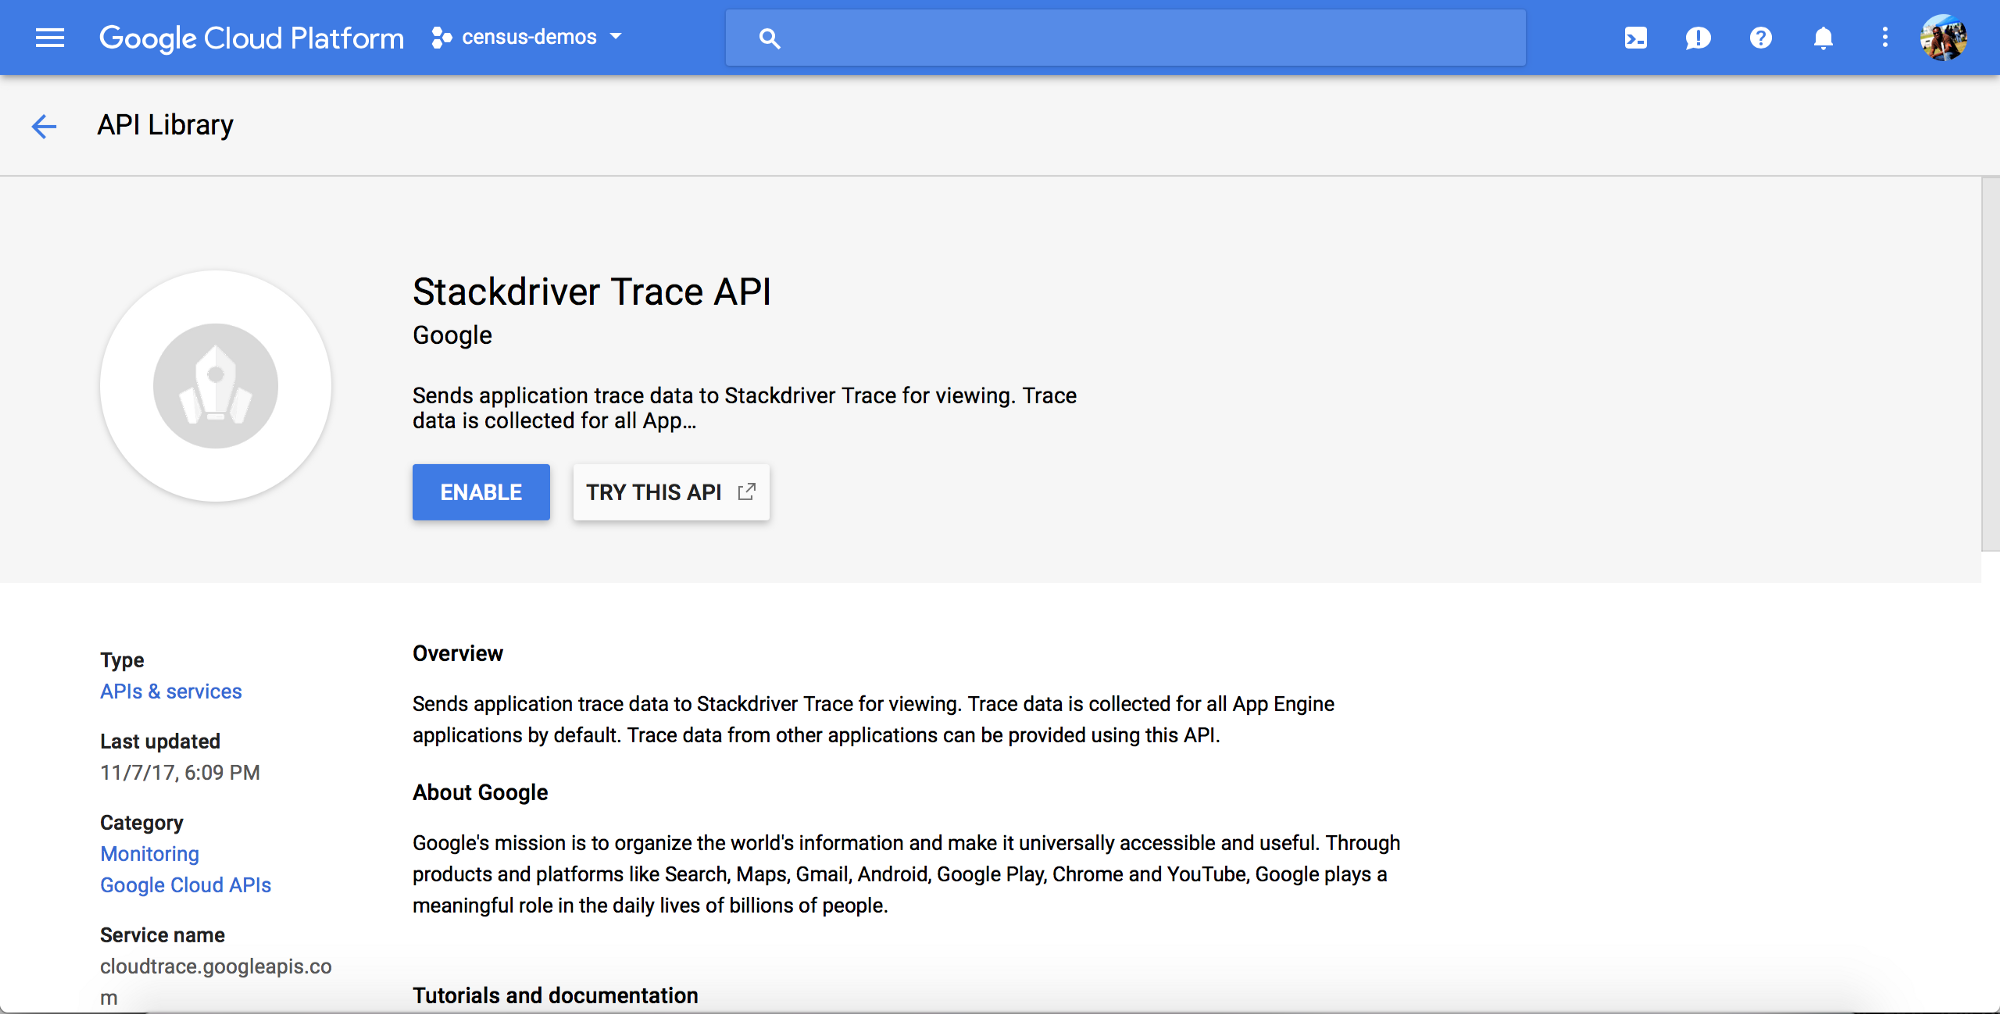 Google Cloud Platform
census-demos
API Library
Stackdriver Trace API
Google
Sends application trace data to Stackdriver Trace for viewing. Trace
data is collected for all App...
ENABLE
TRY THIS API
Type
APIs & services
Last updated
11/7/17, 6:09 PM
Category
Monitoring
Google Cloud APIs
Service name
cloudtrace.googleapis.co
m
Overview
Sends application trace data to Stackdriver Trace for viewing. Trace data is collected for all App Engine
applications by default. Trace data from other applications can be provided using this API.
About Google
Google's mission is to organize the world's information and make it universally accessible and useful. Through
products and platforms like Search, Maps, Gmail, Android, Google Play, Chrome and YouTube, Google plays a
meaningful role in the daily lives of billions of people.
Tutorials and documentation